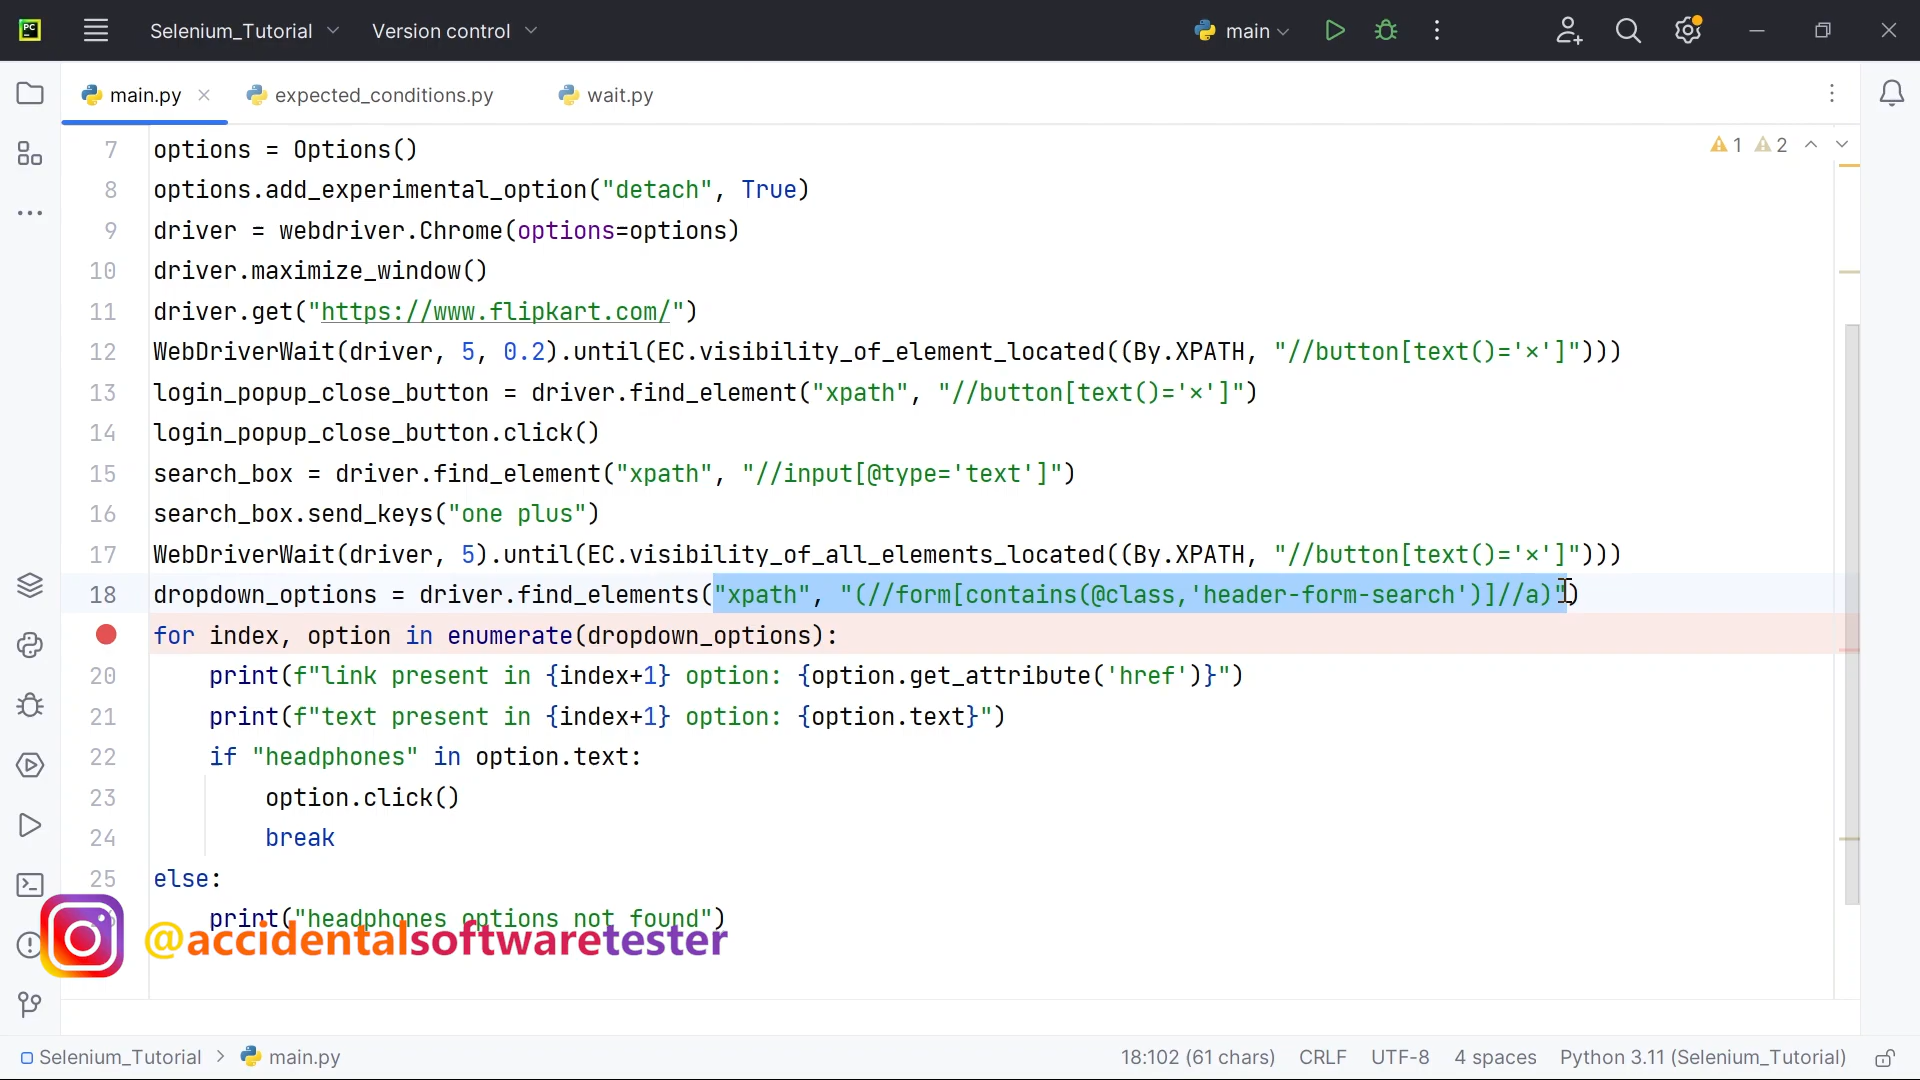 PC Selenium_Tutorial Version control main
main.py expected_conditions.py wait.py
1 2
7 options = Options()
8 options.add_experimental_option("detach", True)
9 driver = webdriver.Chrome(options=options)
10 driver.maximize_window()
11 driver.get("https://www.flipkart.com/")
12 WebDriverWait(driver, 5, 0.2).until(EC.visibility_of_element_located((By.XPATH, "//button[text()='×']")))
13 login_popup_close_button = driver.find_element("xpath", "//button[text()='×']")
14 login_popup_close_button.click()
15 search_box = driver.find_element("xpath", "//input[@type='text']")
16 search_box.send_keys("one plus")
17 WebDriverWait(driver, 5).until(EC.visibility_of_all_elements_located((By.XPATH, "//button[text()='×']")))
18 dropdown_options = driver.find_elements("xpath", "(//form[contains(@class,'header-form-search')]//a)")
for index, option in enumerate(dropdown_options):
20 print(f"link present in {index+1} option: {option.get_attribute('href')}")
21 print(f"text present in {index+1} option: {option.text}")
22 if "headphones" in option.text:
23 option.click()
24 break
25 else:
print("headphones options not found")
@accidentalsoftwaretester
Selenium_Tutorial > main.py 18:102 (61 chars) CRLF UTF-8 4 spaces Python 3.11 (Selenium_Tutorial)